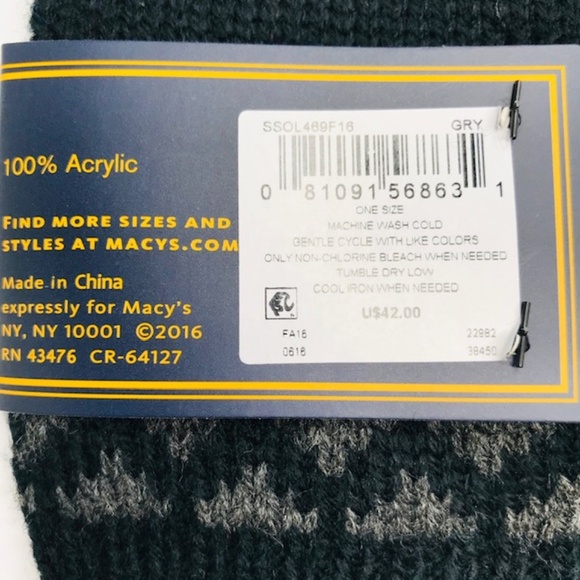 100% Acrylic
FIND MORE SIZES AND
STYLES AT MACYS.COM
Made in China
expressly for Macy's
NY, NY 10001 ©2016
RN 43476 CR-64127
SSOL469F16 GRY
0 81091 56863 1
ONE SIZE
MACHINE WASH COLD
GENTLE CYCLE WITH LIKE COLORS
ONLY NON-CHLORINE BLEACH WHEN NEEDED
TUMBLE DRY LOW
COOL IRON WHEN NEEDED
U$42.00
FA16 22982
0616 38450